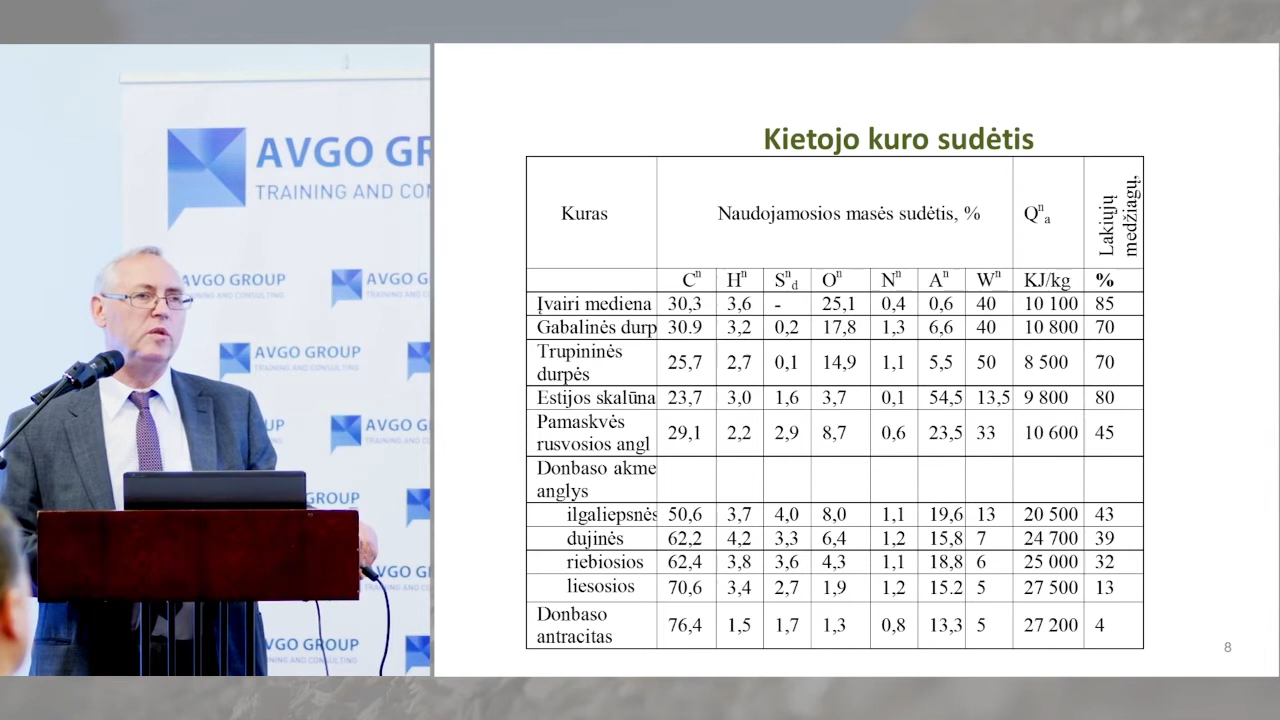 AVGO GR
TRAINING AND CON
AVGO GROUP
AVGO GROUP
TRAINING AND CONSULTING
AVGO GROUP
TRAINING AND CONSULTING
AVGO
GROUP
AVGO
AVGO GROUP
Kietojo kuro sudėtis
Kuras Naudojamosios masės sudėtis, % Qⁿa Lakiųjų medžiagų,
Cⁿ Hⁿ Sⁿd Oⁿ Nⁿ Aⁿ Wⁿ KJ/kg %
Įvairi mediena 30,3 3,6 - 25,1 0,4 0,6 40 10 100 85
Gabalinės durp 30.9 3,2 0,2 17,8 1,3 6,6 40 10 800 70
Trupininės
durpės 25,7 2,7 0,1 14,9 1,1 5,5 50 8 500 70
Estijos skalūna 23,7 3,0 1,6 3,7 0,1 54,5 13,5 9 800 80
Pamaskvės
rusvosios angl 29,1 2,2 2,9 8,7 0,6 23,5 33 10 600 45
Donbaso akme
anglys
ilgaliepsnės 50,6 3,7 4,0 8,0 1,1 19,6 13 20 500 43
dujinės 62,2 4,2 3,3 6,4 1,2 15,8 7 24 700 39
riebiosios 62,4 3,8 3,6 4,3 1,1 18,8 6 25 000 32
liesosios 70,6 3,4 2,7 1,9 1,2 15.2 5 27 500 13
Donbaso
antracitas 76,4 1,5 1,7 1,3 0,8 13,3 5 27 200 4
8